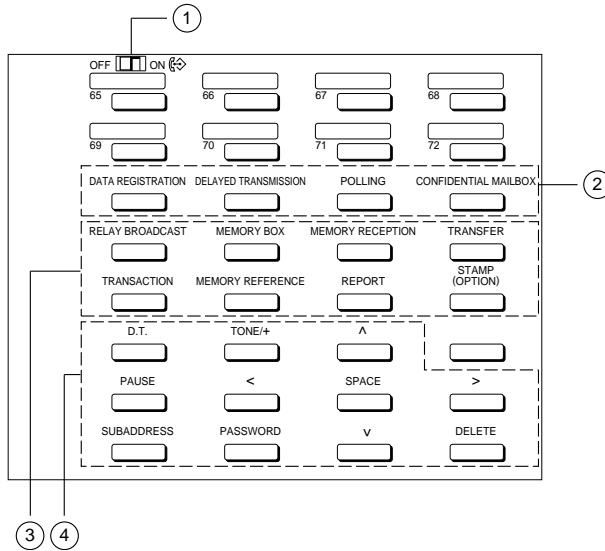 1
OFF ON
65 66 67 68
69 70 71 72
DATA REGISTRATION DELAYED TRANSMISSION POLLING CONFIDENTIAL MAILBOX
2
RELAY BROADCAST MEMORY BOX MEMORY RECEPTION TRANSFER
TRANSACTION MEMORY REFERENCE REPORT STAMP
(OPTION)
D.T. TONE/+ ^
PAUSE < SPACE >
SUBADDRESS PASSWORD v DELETE
3 4